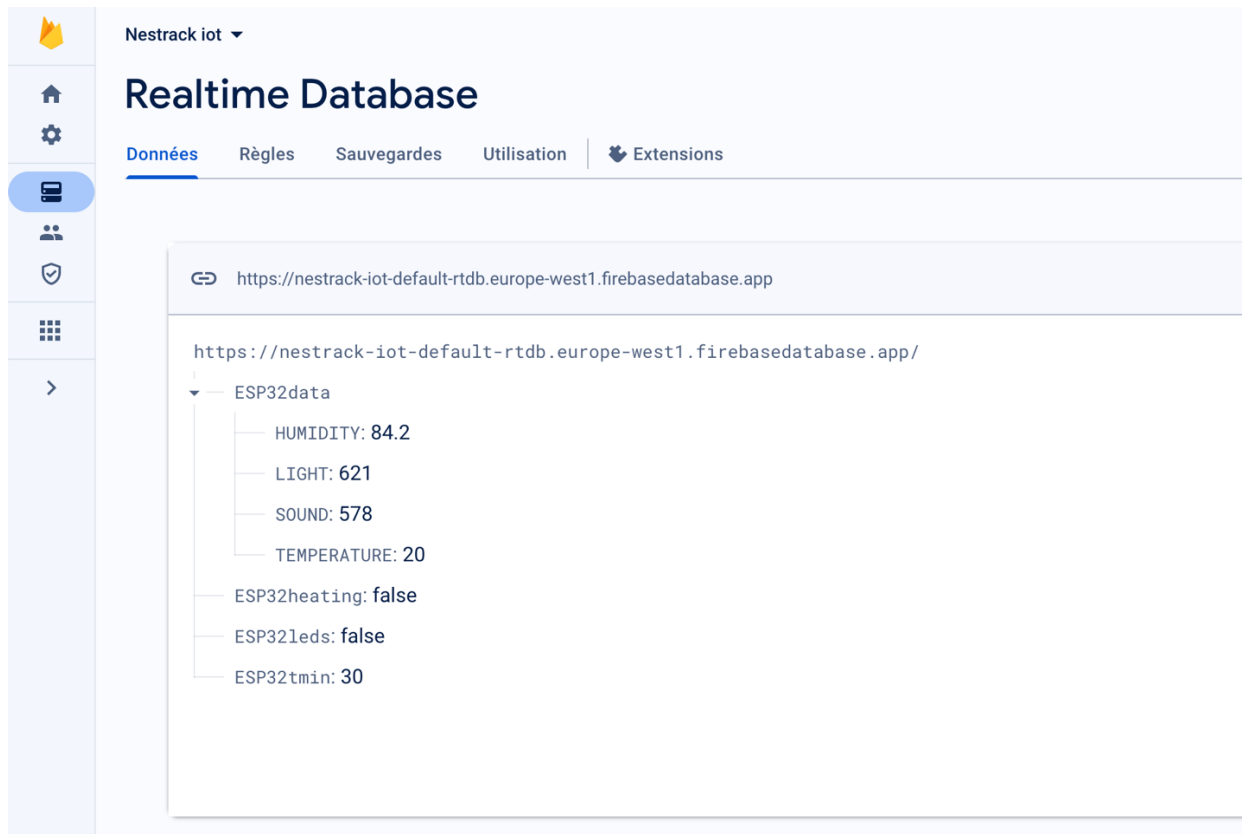 Nestrack iot
Realtime Database
Données Règles Sauvegardes Utilisation Extensions
https://nestrack-iot-default-rtdb.europe-west1.firebasedatabase.app
https://nestrack-iot-default-rtdb.europe-west1.firebasedatabase.app/
ESP32data
HUMIDITY: 84.2
LIGHT: 621
SOUND: 578
TEMPERATURE: 20
ESP32heating: false
ESP32leds: false
ESP32tmin: 30